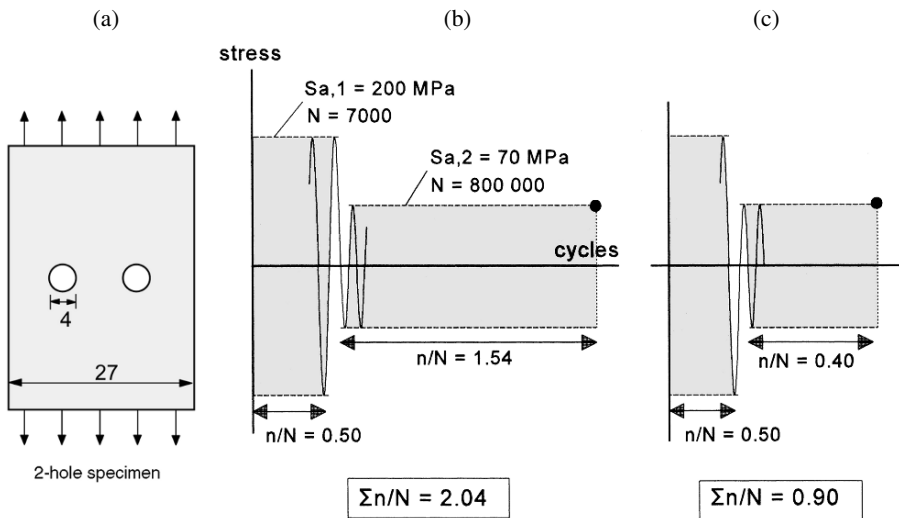 (a)
4
27
2-hole specimen
(b)
stress
Sa,1 = 200 MPa
N = 7000
Sa,2 = 70 MPa
N = 800 000
cycles
n/N = 1.54
n/N = 0.50
Σn/N = 2.04
(c)
n/N = 0.40
n/N = 0.50
Σn/N = 0.90